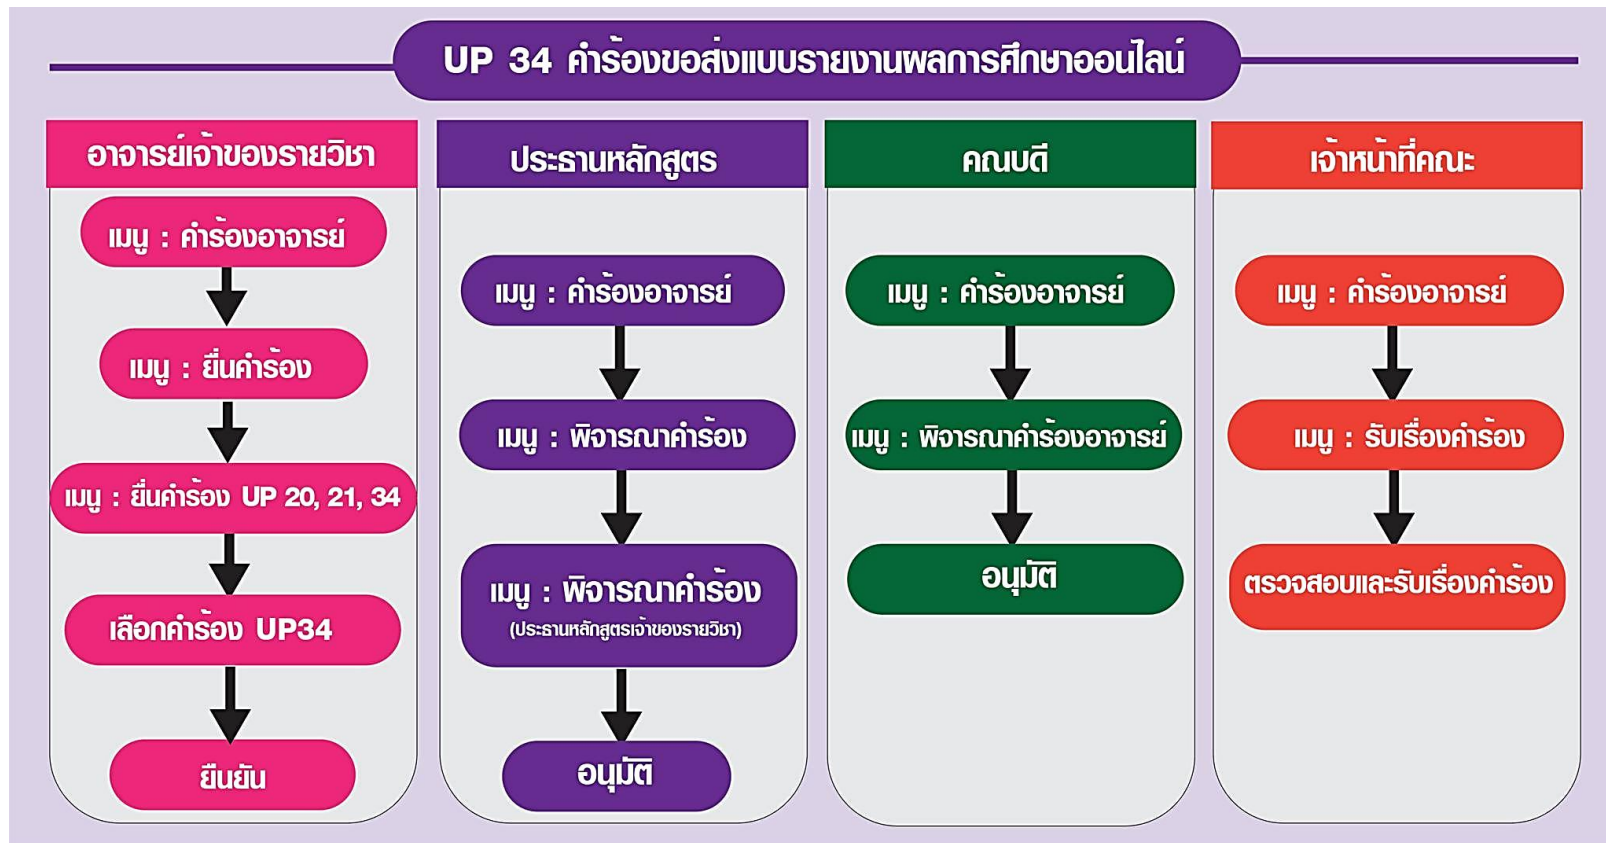 UP 34 คำร้องขอส่งแบบรายงานผลการศึกษาออนไลน์
อาจารย์เจ้าของรายวิชา
เมนู : คำร้องอาจารย์
เมนู : ยื่นคำร้อง
เมนู : ยื่นคำร้อง UP 20, 21, 34
เลือกคำร้อง UP34
ยืนยัน
ประธานหลักสูตร
เมนู : คำร้องอาจารย์
เมนู : พิจารณาคำร้อง
เมนู : พิจารณาคำร้อง
(ประธานหลักสูตรเจ้าของรายวิชา)
อนุมัติ
คณบดี
เมนู : คำร้องอาจารย์
เมนู : พิจารณาคำร้องอาจารย์
อนุมัติ
เจ้าหน้าที่คณะ
เมนู : คำร้องอาจารย์
เมนู : รับเรื่องคำร้อง
ตรวจสอบและรับเรื่องคำร้อง